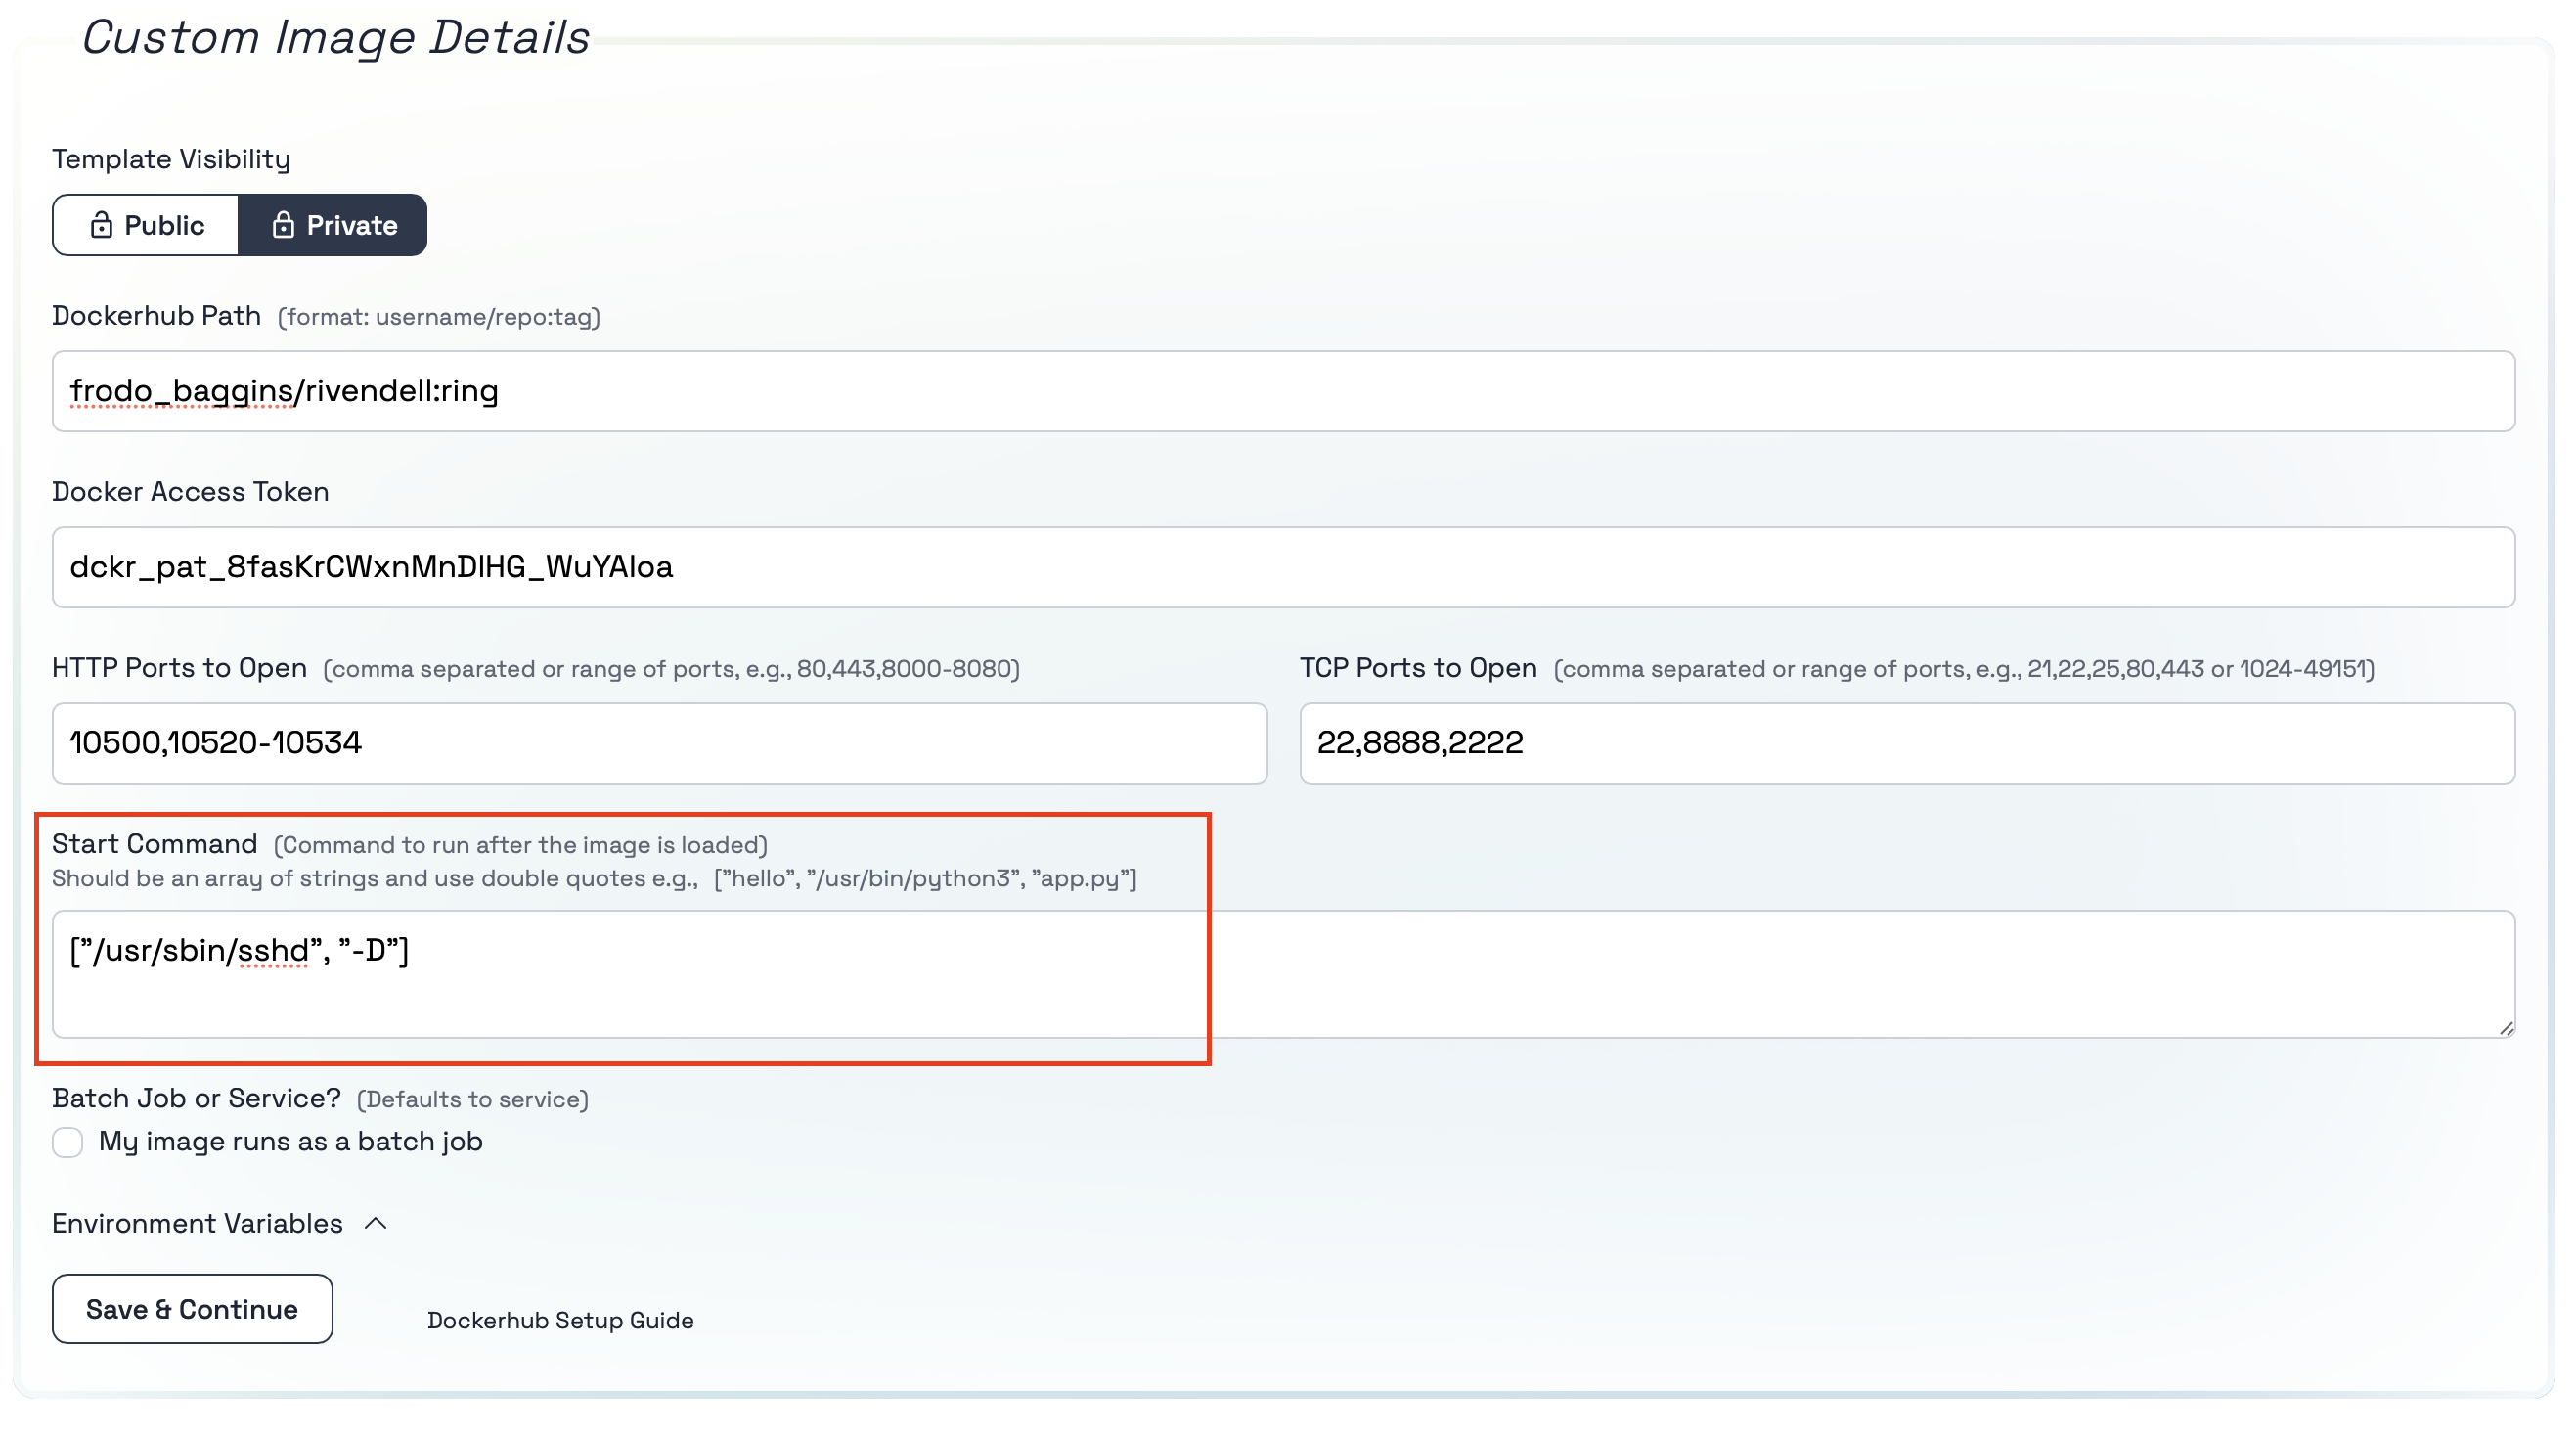 Custom Image Details
Template Visibility
Public Private
Dockerhub Path (format: username/repo:tag)
frodo_baggins/rivendell:ring
Docker Access Token
dckr_pat_8fasKrCWxnMnDIHG_WuYAIoa
HTTP Ports to Open (comma separated or range of ports, e.g., 80,443,8000-8080)
TCP Ports to Open (comma separated or range of ports, e.g., 21,22,25,80,443 or 1024-49151)
10500,10520-10534
22,8888,2222
Start Command (Command to run after the image is loaded)
Should be an array of strings and use double quotes e.g., ["hello", "/usr/bin/python3", "app.py"]
["/usr/sbin/sshd", "-D"]
Batch Job or Service? (Defaults to service)
My image runs as a batch job
Environment Variables
Save & Continue
Dockerhub Setup Guide